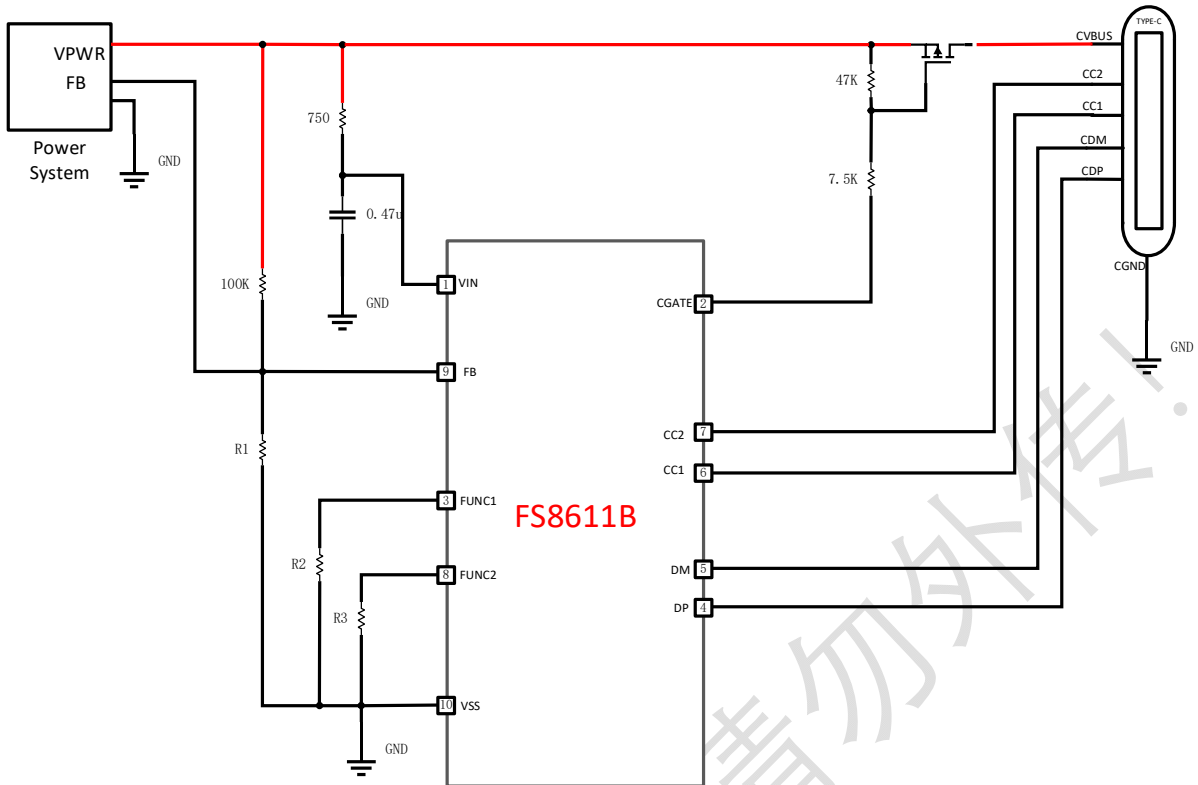 TYPE-C
VPWR
FB
CVBUS
CC2
CC1
CDM
CDP
47K
750
Power
System
GND
7.5K
0.47u
100K
VIN
1
GND
CGATE
2
CGND
GND
9
FB
R1
CC2
7
CC1
6
3
FUNC1
FS8611B
R2
8
FUNC2
DM
5
R3
DP
4
10
VSS
GND
请勿外传!